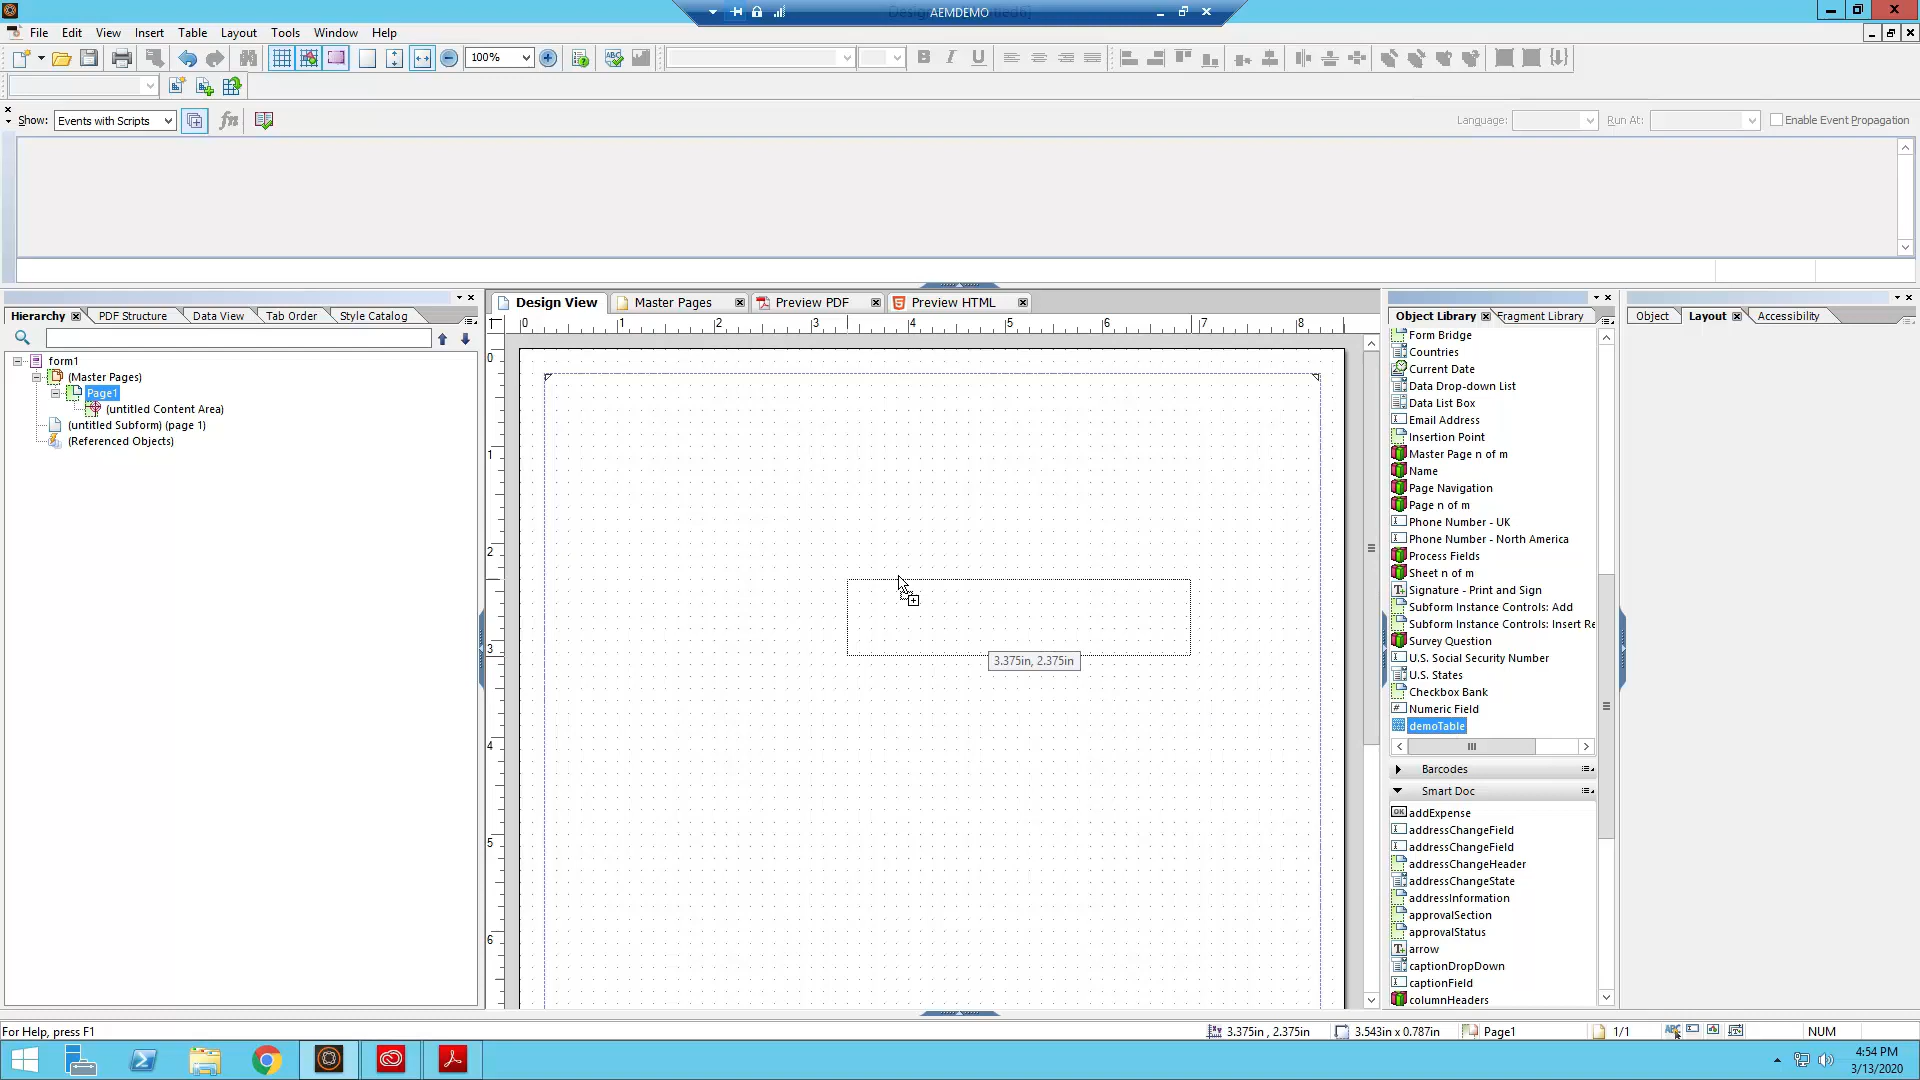 AEMDEMO
File Edit View Insert Table Layout Tools Window Help
100%
B I U
Show: Events with Scripts fn
Language: Run At: Enable Event Propagation
Hierarchy PDF Structure Data View Tab Order Style Catalog
form1
(Master Pages)
Page1
(untitled Content Area)
(untitled Subform) (page 1)
(Referenced Objects)
Design View Master Pages Preview PDF Preview HTML
0 1 2 3 4 5 6 7 8
0
1
2
3
4
5
6
3.375in, 2.375in
Object Library Fragment Library
Form Bridge
Countries
Current Date
Data Drop-down List
Data List Box
Email Address
Insertion Point
Master Page n of m
Name
Page Navigation
Page n of m
Phone Number - UK
Phone Number - North America
Process Fields
Sheet n of m
Signature - Print and Sign
Subform Instance Controls: Add
Subform Instance Controls: Insert Re
Survey Question
U.S. Social Security Number
U.S. States
Checkbox Bank
Numeric Field
demoTable
Barcodes
Smart Doc
addExpense
addressChangeField
addressChangeField
addressChangeHeader
addressChangeState
addressInformation
approvalSection
approvalStatus
arrow
captionDropDown
captionField
columnHeaders
Object Layout Accessibility
For Help, press F1
3.375in , 2.375in 3.543in x 0.787in Page1 1/1 NUM
4:54 PM
3/13/2020